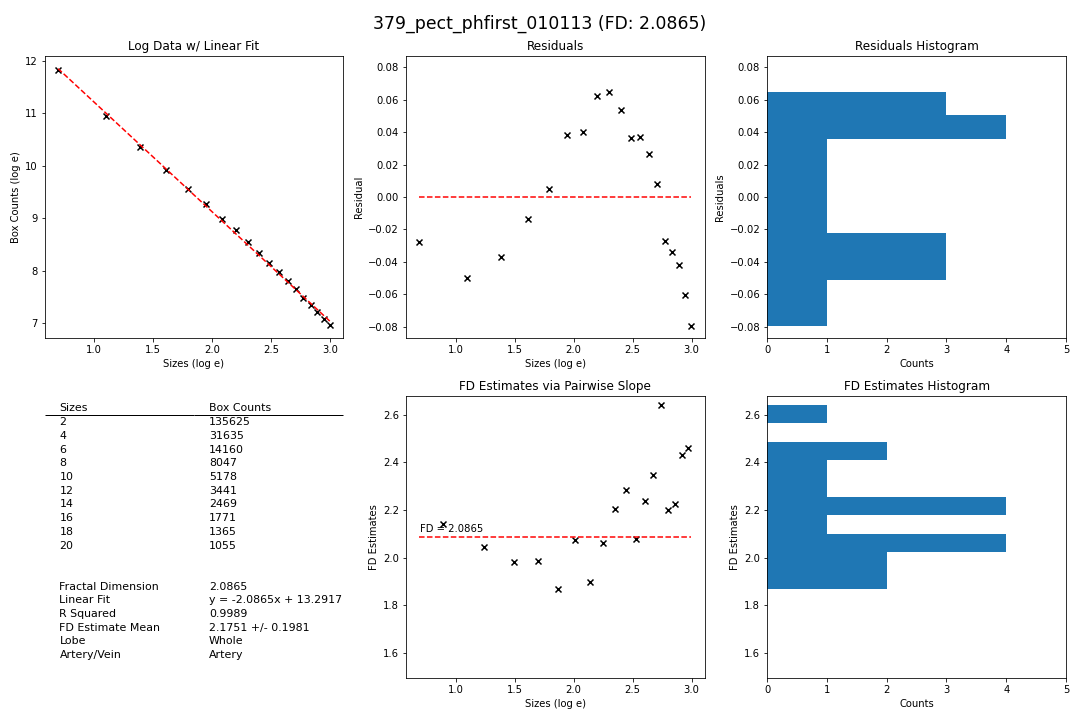 379_pect_phfirst_010113 (FD: 2.0865)
Log Data w/ Linear Fit
12
11
10
9
8
7
Box Counts (log e)
1.0 1.5 2.0 2.5 3.0
Sizes (log e)
Residuals
0.08
0.06
0.04
0.02
0.00
−0.02
−0.04
−0.06
−0.08
Residual
1.0 1.5 2.0 2.5 3.0
Sizes (log e)
Residuals Histogram
0.08
0.06
0.04
0.02
0.00
−0.02
−0.04
−0.06
−0.08
Residuals
0 1 2 3 4 5
Counts
Sizes Box Counts
2 135625
4 31635
6 14160
8 8047
10 5178
12 3441
14 2469
16 1771
18 1365
20 1055
Fractal Dimension 2.0865
Linear Fit y = -2.0865x + 13.2917
R Squared 0.9989
FD Estimate Mean 2.1751 +/- 0.1981
Lobe Whole
Artery/Vein Artery
FD Estimates via Pairwise Slope
2.6
2.4
2.2
2.0
1.8
1.6
FD Estimates
FD = 2.0865
1.0 1.5 2.0 2.5 3.0
Sizes (log e)
FD Estimates Histogram
2.6
2.4
2.2
2.0
1.8
1.6
FD Estimates
0 1 2 3 4 5
Counts